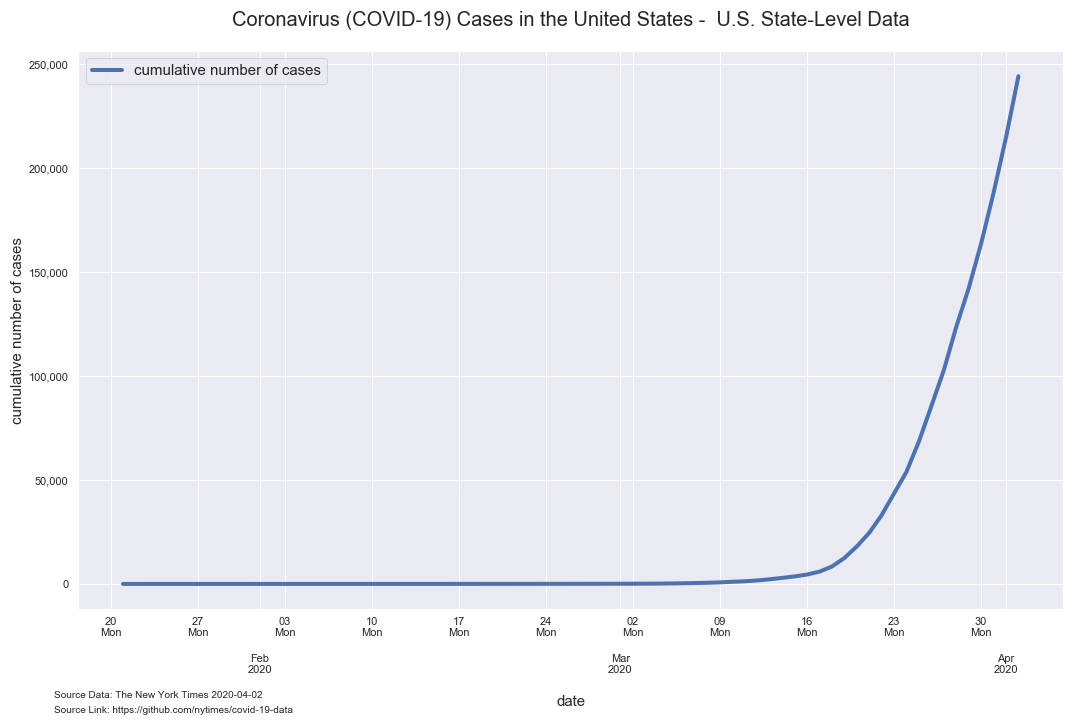 Coronavirus (COVID-19) Cases in the United States -  U.S. State-Level Data
cumulative number of cases
250,000
200,000
150,000
100,000
50,000
0
cumulative number of cases
20 27 03 10 17 24 02 09 16 23 30
Mon Mon Mon Mon Mon Mon Mon Mon Mon Mon Mon
Feb Mar Apr
2020 2020 2020
date
Source Data: The New York Times 2020-04-02
Source Link: https://github.com/nytimes/covid-19-data